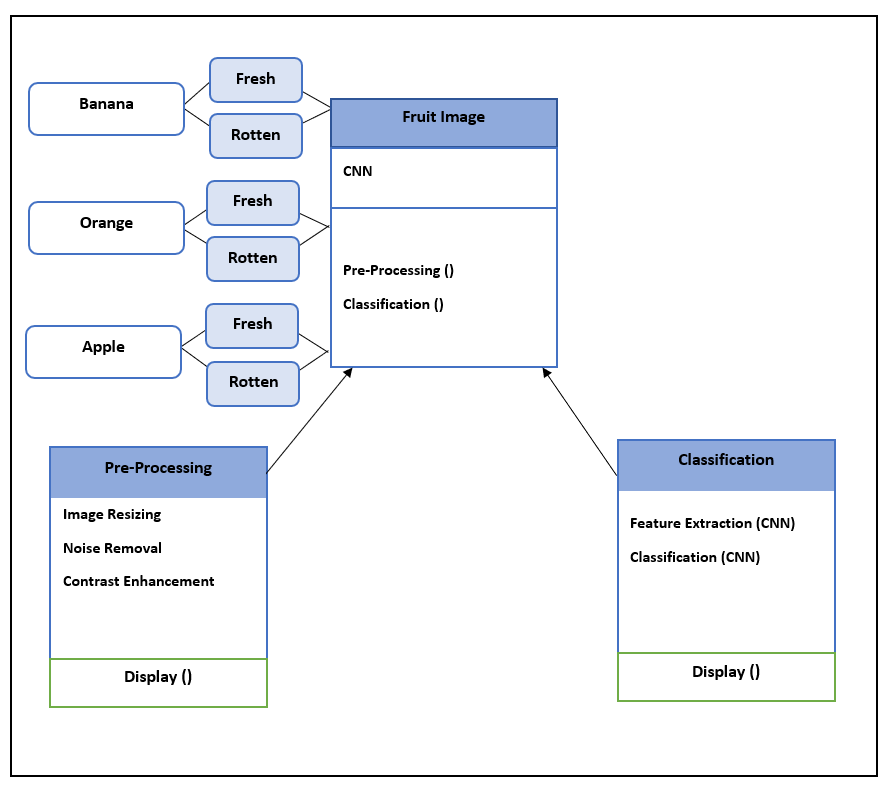 Banana
Fresh
Rotten
Orange
Fresh
Rotten
Apple
Fresh
Rotten
Fruit Image
CNN
Pre-Processing ()
Classification ()
Pre-Processing
Image Resizing
Noise Removal
Contrast Enhancement
Display ()
Classification
Feature Extraction (CNN)
Classification (CNN)
Display ()